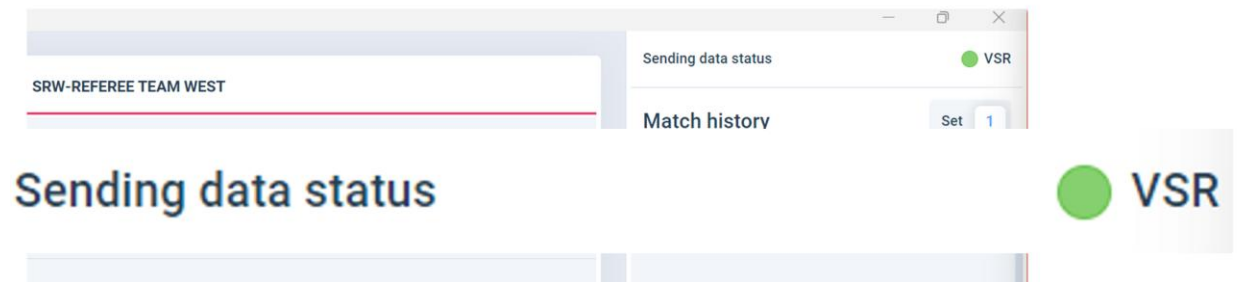 Sending data status VSR
SRW-REFEREE TEAM WEST
Match history Set 1
Sending data status VSR